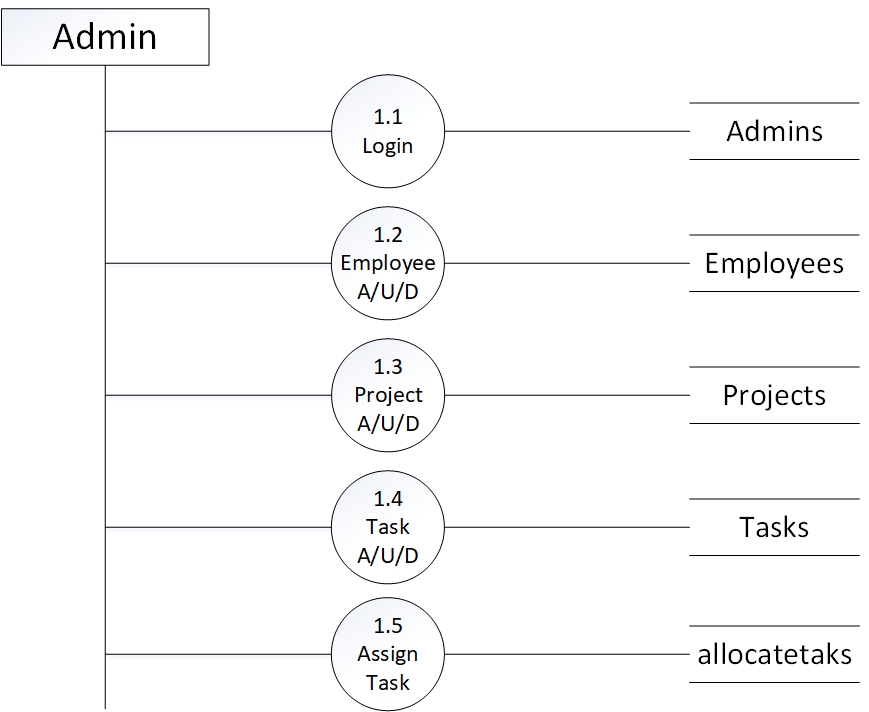 Admin
1.1
Login
Admins
1.2
Employee
A/U/D
Employees
1.3
Project
A/U/D
Projects
1.4
Task
A/U/D
Tasks
1.5
Assign
Task
allocatetaks